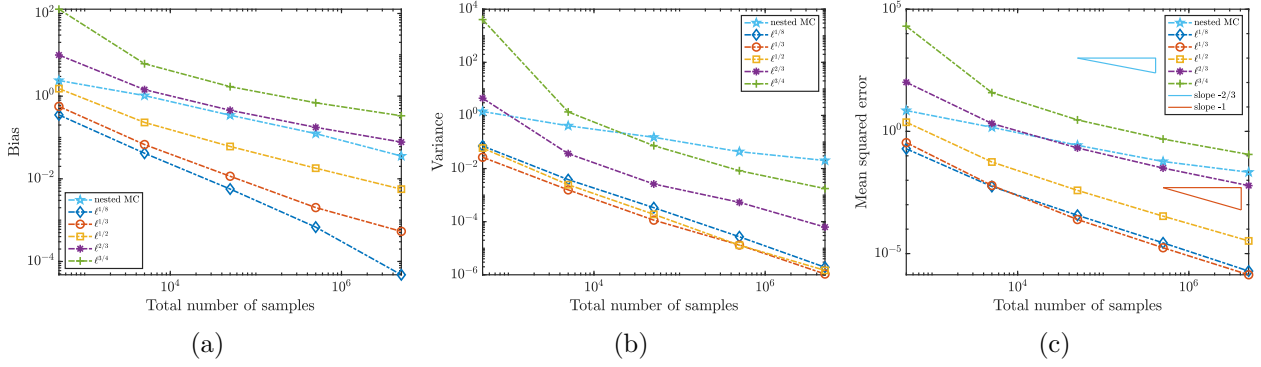 10^2
10^0
10^-2
10^-4
Bias
nested MC
ℓ^1/8
ℓ^1/3
ℓ^1/2
ℓ^2/3
ℓ^3/4
10^4
10^6
Total number of samples
(a)
10^4
10^2
10^0
10^-2
10^-4
10^-6
Variance
nested MC
ℓ^1/8
ℓ^1/3
ℓ^1/2
ℓ^2/3
ℓ^3/4
10^4
10^6
Total number of samples
(b)
10^5
10^0
10^-5
Mean squared error
nested MC
ℓ^1/8
ℓ^1/3
ℓ^1/2
ℓ^2/3
ℓ^3/4
slope -2/3
slope -1
10^4
10^6
Total number of samples
(c)